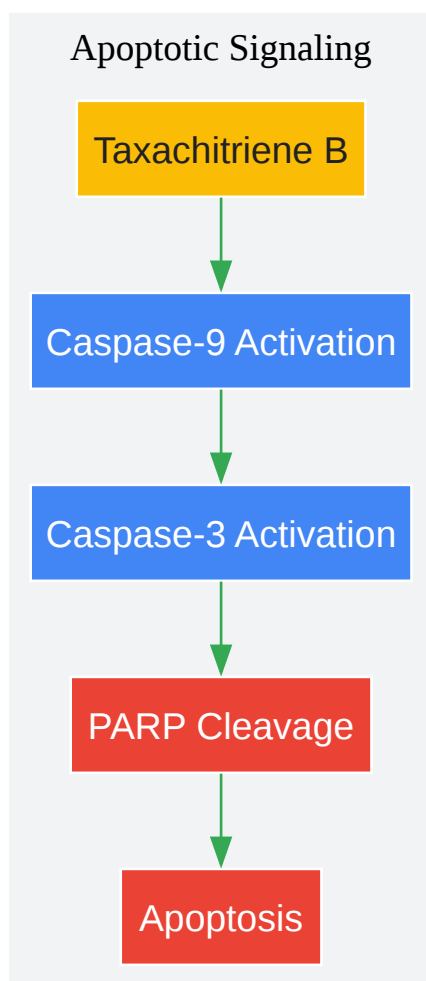 Apoptotic Signaling
Taxachitriene B
Caspase-9 Activation
Caspase-3 Activation
PARP Cleavage
Apoptosis